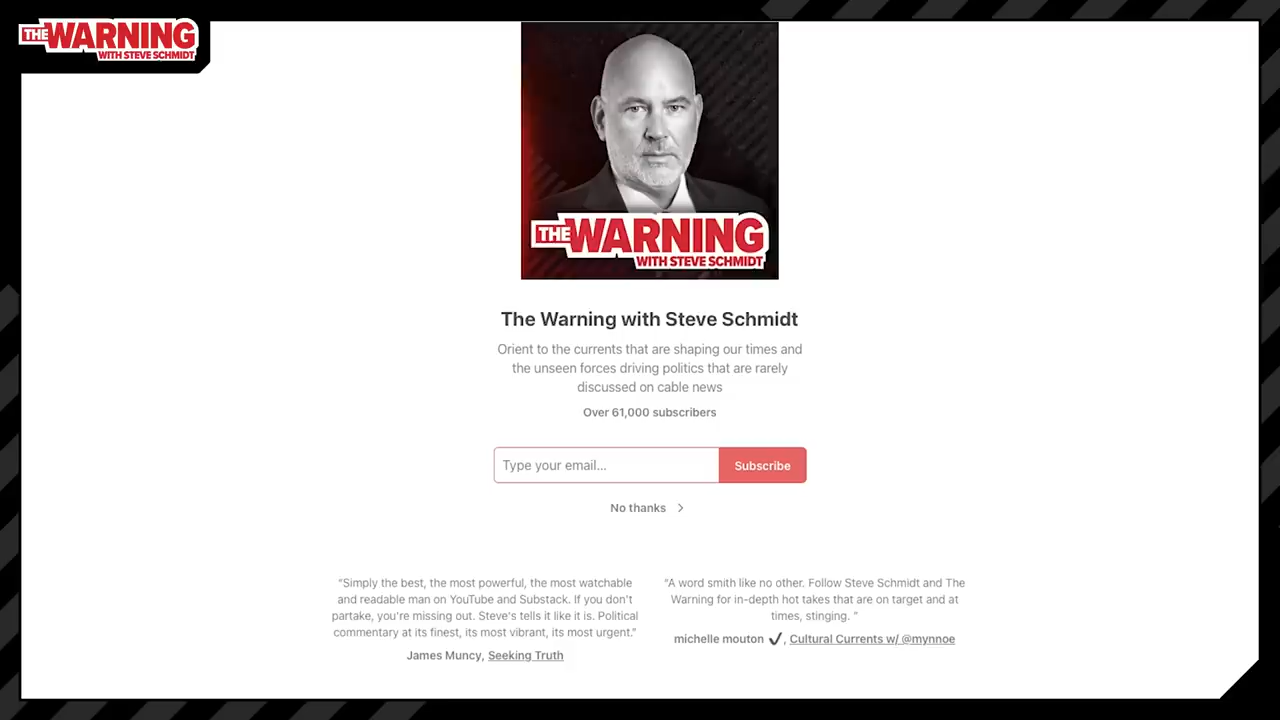 THE WARNING
WITH STEVE SCHMIDT
THE WARNING
WITH STEVE SCHMIDT
The Warning with Steve Schmidt
Orient to the currents that are shaping our times and
the unseen forces driving politics that are rarely
discussed on cable news
Over 61,000 subscribers
Type your email...
Subscribe
No thanks
“Simply the best, the most powerful, the most watchable
and readable man on YouTube and Substack. If you don't
partake, you're missing out. Steve's tells it like it is. Political
commentary at its finest, its most vibrant, its most urgent.”
James Muncy, Seeking Truth
“A word smith like no other. Follow Steve Schmidt and The
Warning for in-depth hot takes that are on target and at
times, stinging. ”
michelle mouton ✔, Cultural Currents w/ @mynnoe